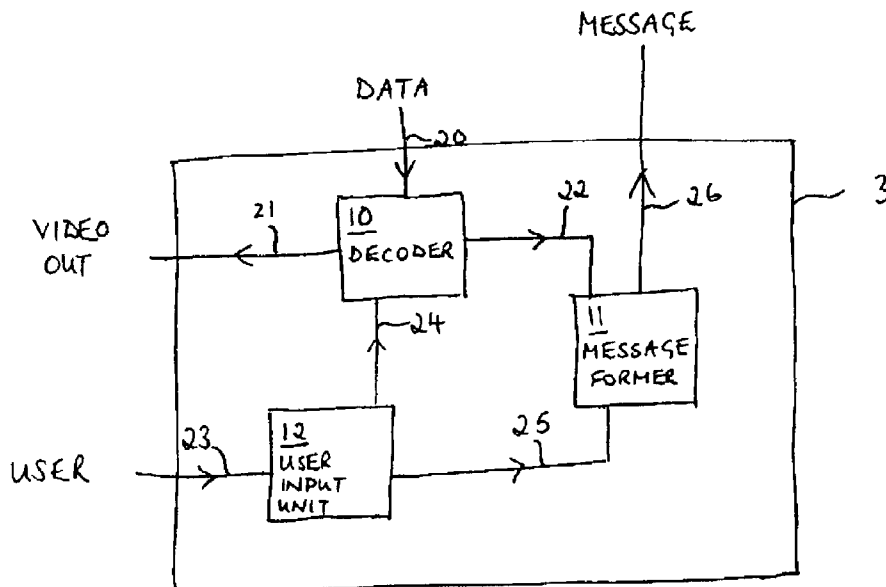 MESSAGE
DATA
20
3
VIDEO
OUT
21
10
DECODER
22
26
24
11
MESSAGE
FORMER
USER
23
12
USER
INPUT
UNIT
25